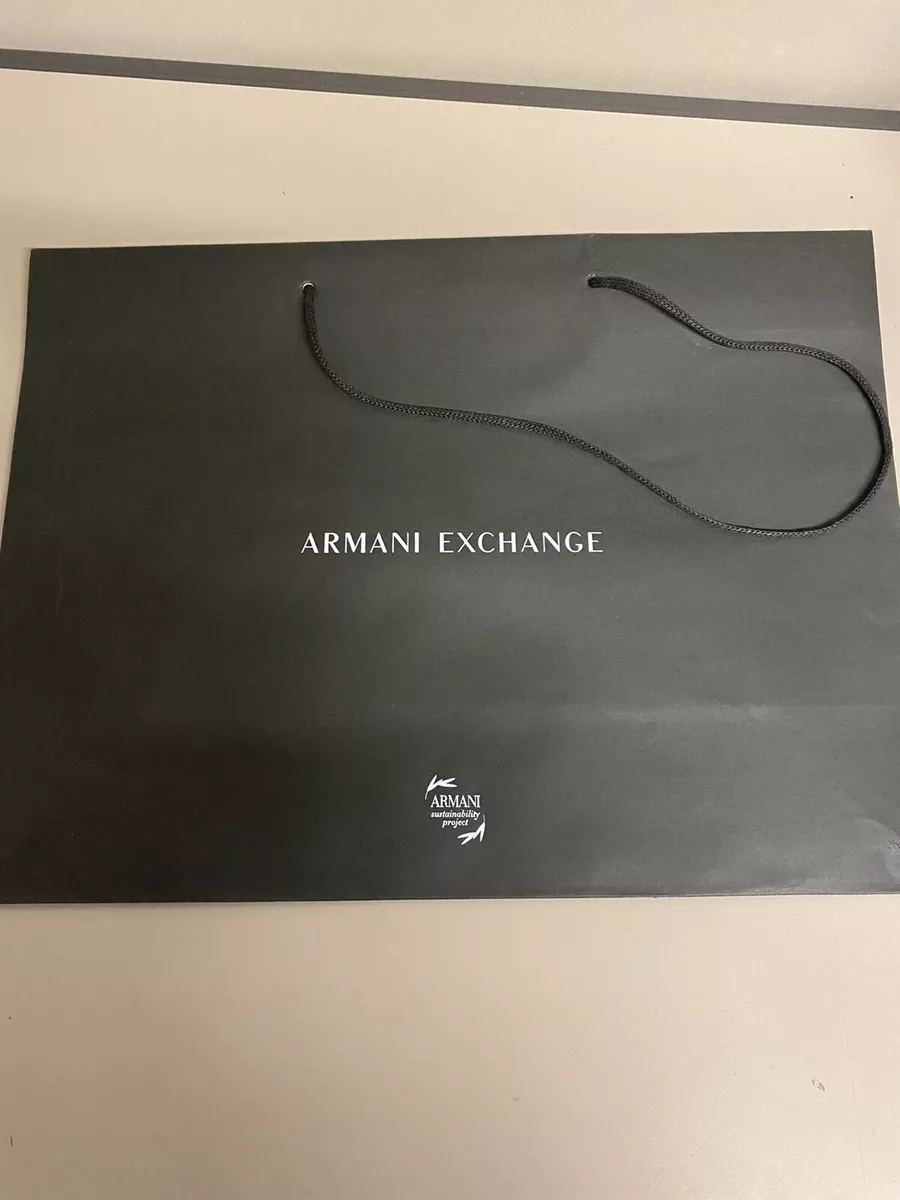 ARMANI EXCHANGE
ARMANI
sustainability
project